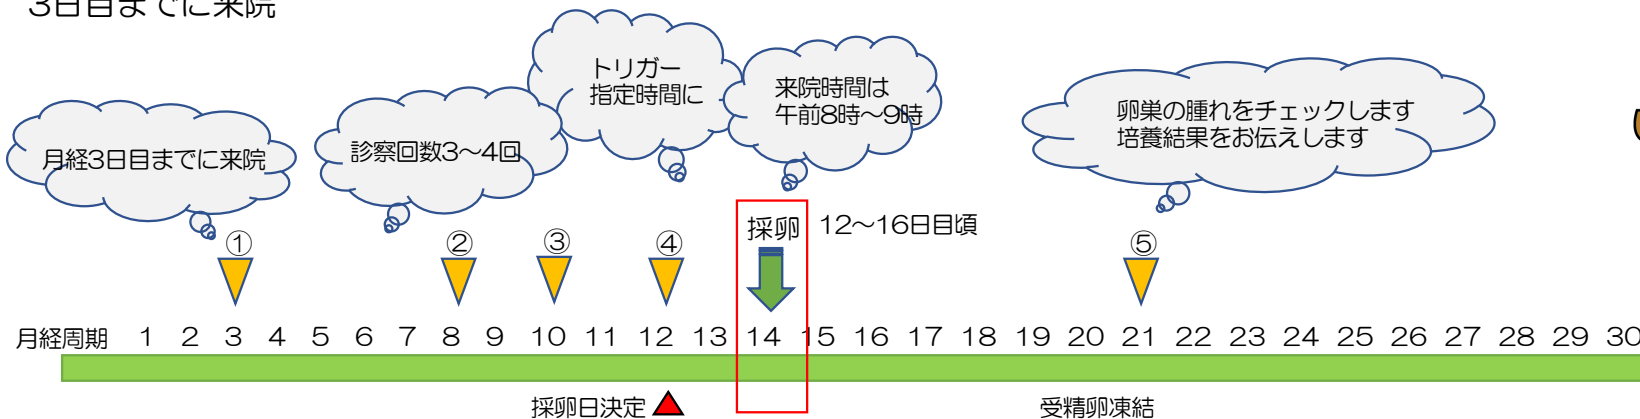 3日目までに来院
トリガー
指定時間に
来院時間は
午前8時～9時
卵巣の腫れをチェックします
培養結果をお伝えします
月経3日目までに来院
診察回数3～4回
採卵 12～16日目頃
① ② ③ ④ ⑤
月経周期 1 2 3 4 5 6 7 8 9 10 11 12 13 14 15 16 17 18 19 20 21 22 23 24 25 26 27 28 29 30
採卵日決定 受精卵凍結